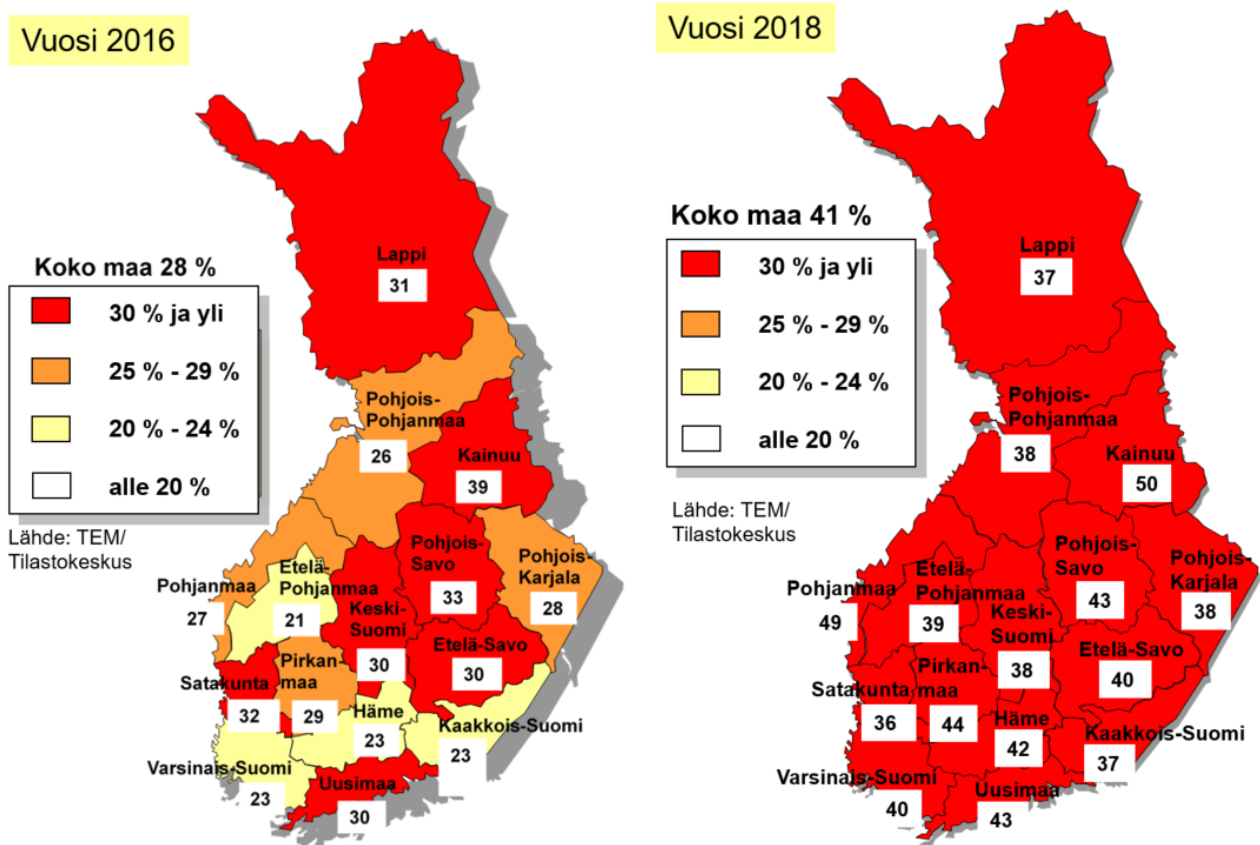 Vuosi 2016
Koko maa 28 %
30 % ja yli
25 % - 29 %
20 % - 24 %
alle 20 %
Lähde: TEM/
Tilastokeskus
Lappi
31
Pohjois-
Pohjanmaa
26
Kainuu
39
Pohjanmaa
27
Etelä-
Pohjanmaa
21
Keski-
Suomi
30
Pohjois-
Savo
33
Pohjois-
Karjala
28
Etelä-Savo
30
Satakunta
32
Pirkan-
maa
29
Häme
23
Kaakkois-Suomi
23
Varsinais-Suomi
23
Uusimaa
30
Vuosi 2018
Koko maa 41 %
30 % ja yli
25 % - 29 %
20 % - 24 %
alle 20 %
Lähde: TEM/
Tilastokeskus
Lappi
37
Pohjois-
Pohjanmaa
38
Kainuu
50
Pohjanmaa
49
Etelä-
Pohjanmaa
39
Keski-
Suomi
38
Pohjois-
Savo
43
Pohjois-
Karjala
38
Etelä-Savo
40
Satakunta
36
Pirkan-
maa
44
Häme
42
Kaakkois-Suomi
37
Varsinais-Suomi
40
Uusimaa
43